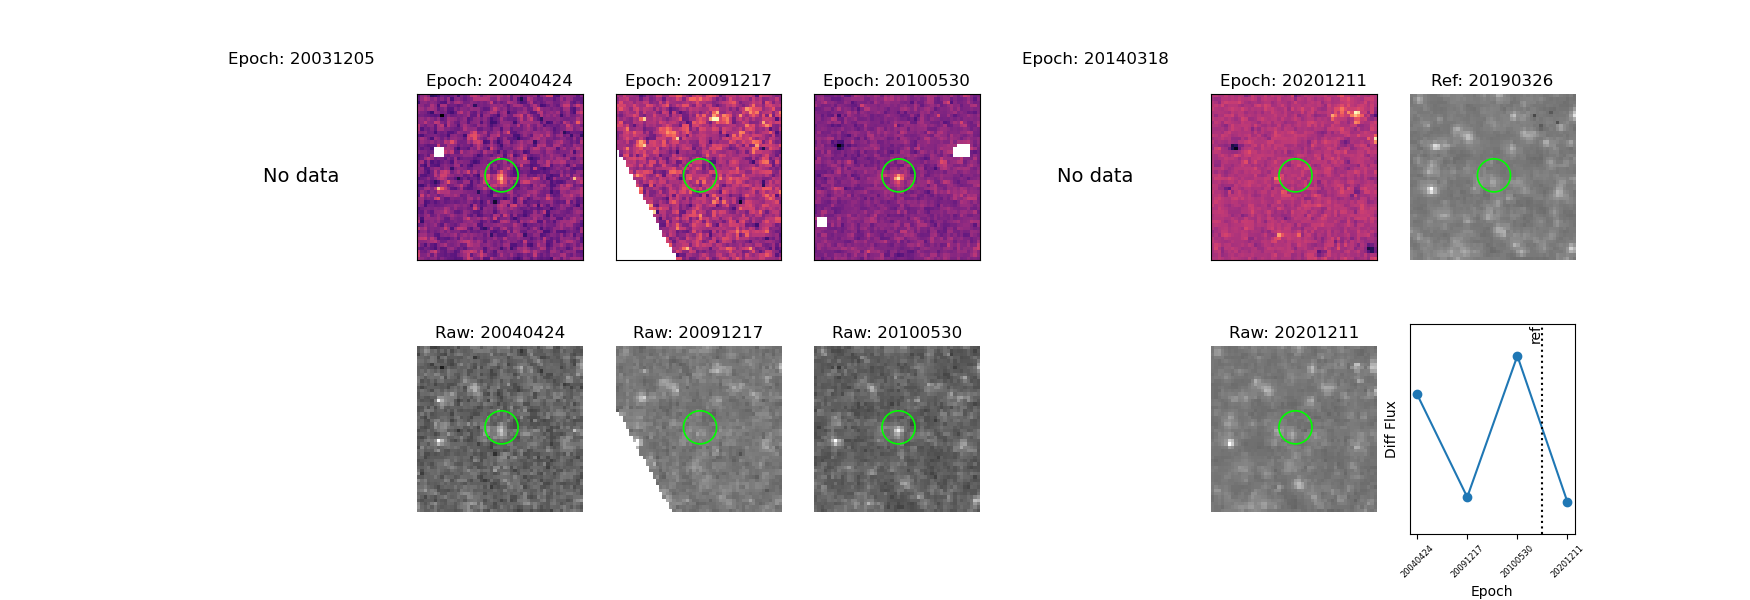 Epoch: 20031205
Epoch: 20140318
Epoch: 20040424
Epoch: 20091217
Epoch: 20100530
Epoch: 20201211
Ref: 20190326
No data
No data
Raw: 20040424
Raw: 20091217
Raw: 20100530
Raw: 20201211
ref
Diff Flux
20040424
20091217
20100530
20201211
Epoch